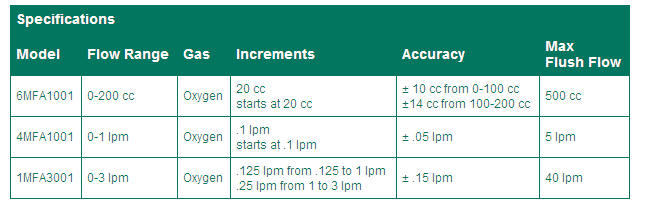 Specifications
Model Flow Range Gas Increments Accuracy Max Flush Flow
6MFA1001 0-200 cc Oxygen 20 cc starts at 20 cc ± 10 cc from 0-100 cc ±14 cc from 100-200 cc 500 cc
4MFA1001 0-1 lpm Oxygen .1 lpm starts at .1 lpm ± .05 lpm 5 lpm
1MFA3001 0-3 lpm Oxygen .125 lpm from .125 to 1 lpm .25 lpm from 1 to 3 lpm ± .15 lpm 40 lpm